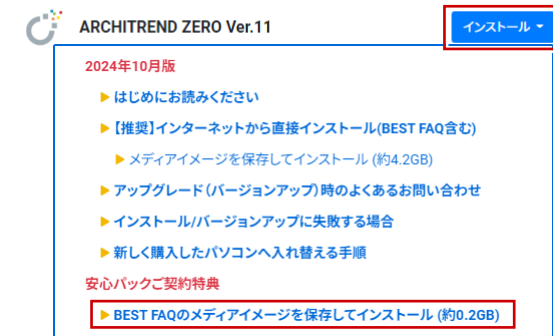 ARCHITREND ZERO Ver.11
インストール
2024年10月版
はじめにお読みください
【推奨】インターネットから直接インストール(BEST FAQ含む)
メディアイメージを保存してインストール (約4.2GB)
アップグレード(バージョンアップ)時のよくあるお問い合わせ
インストール/バージョンアップに失敗する場合
新しく購入したパソコンへ入れ替える手順
安心パックご契約特典
BEST FAQのメディアイメージを保存してインストール (約0.2GB)